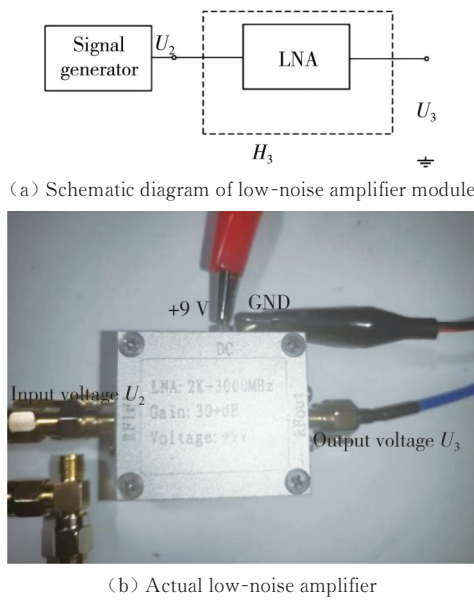 Signal
generator
U2
LNA
U3
H3
(a) Schematic diagram of low-noise amplifier module
+9 V
GND
DC
Input voltage U2
LNA: 2K-3000MHz
Gain: 30+dB
Voltage: +9V
RFin
RFout
Output voltage U3
(b) Actual low-noise amplifier